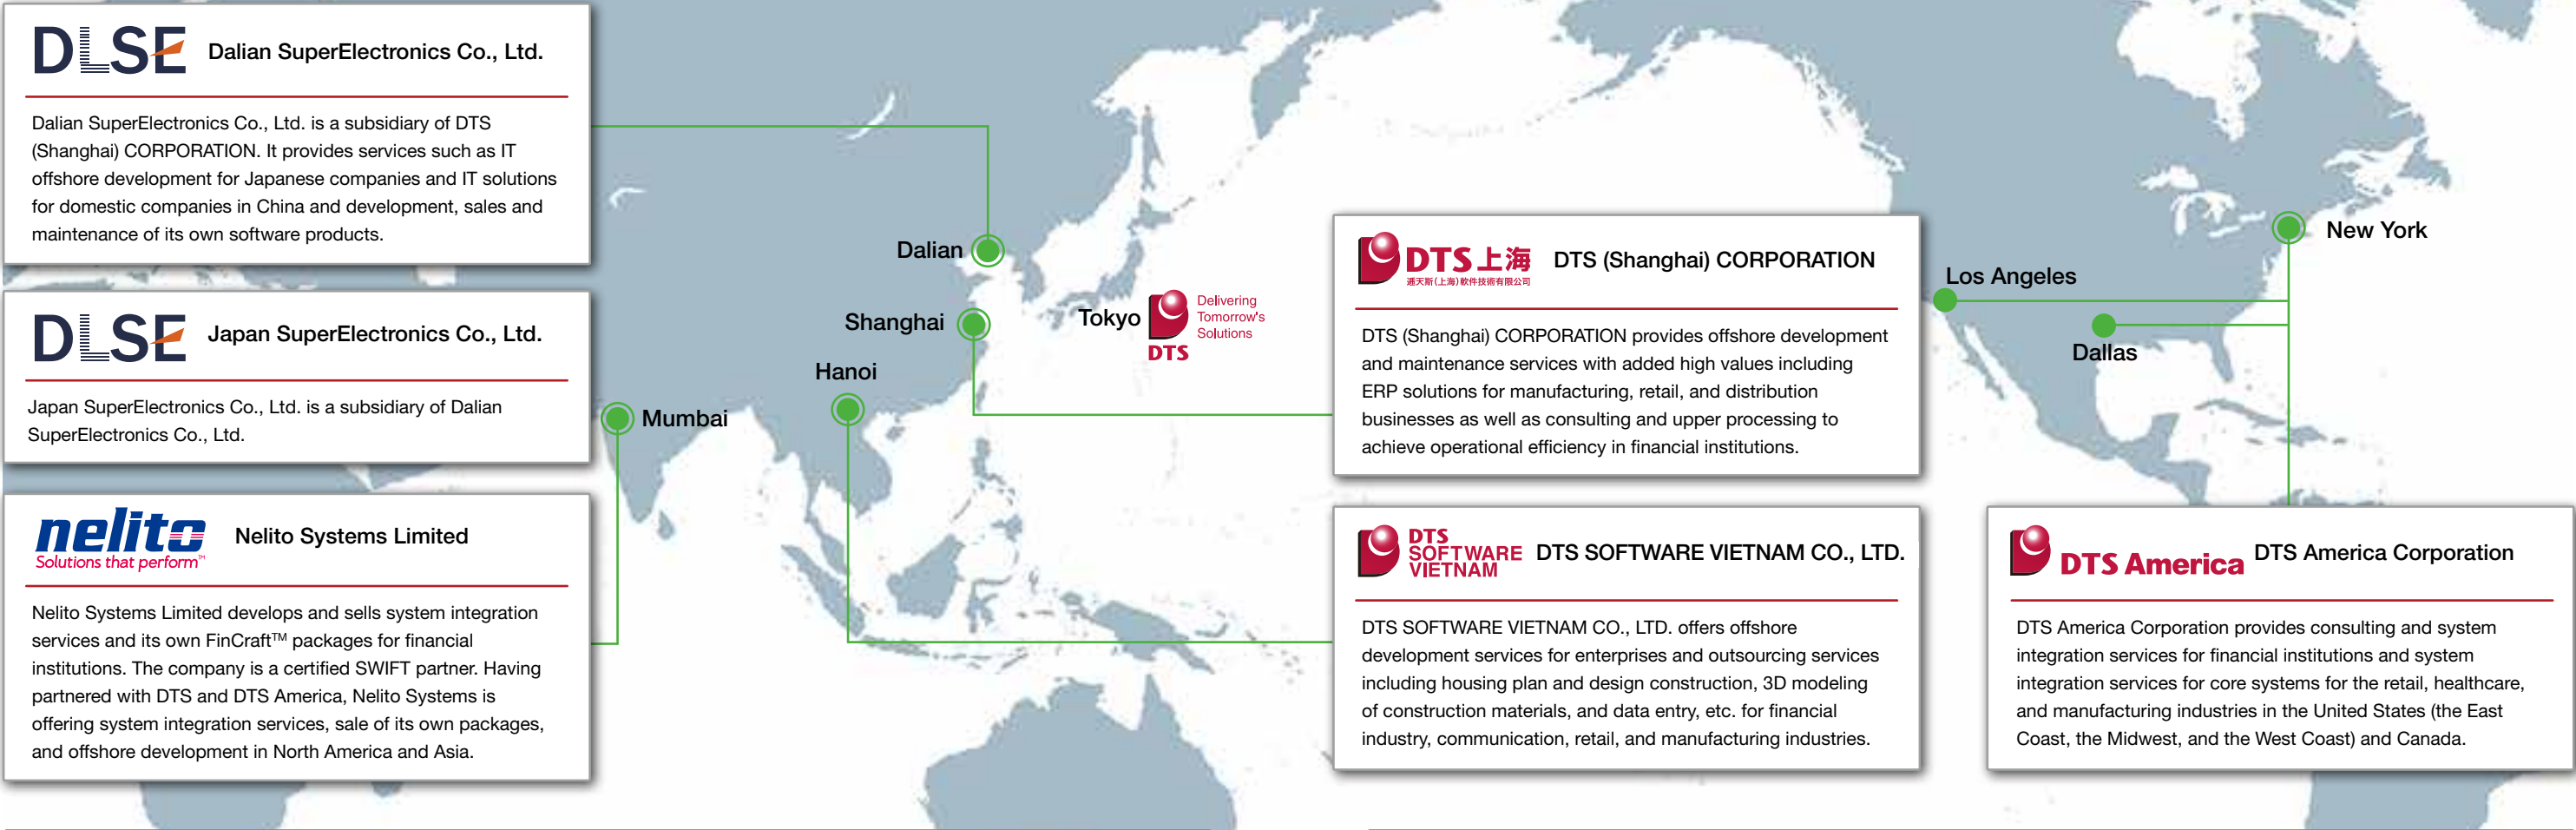 DLSE
Dalian SuperElectronics Co., Ltd.
Dalian SuperElectronics Co., Ltd. is a subsidiary of DTS
(Shanghai) CORPORATION. It provides services such as IT
offshore development for Japanese companies and IT solutions
for domestic companies in China and development, sales and
maintenance of its own software products.
DLSE
Japan SuperElectronics Co., Ltd.
Japan SuperElectronics Co., Ltd. is a subsidiary of Dalian
SuperElectronics Co., Ltd.
nelito
Solutions that perform™
Nelito Systems Limited
Nelito Systems Limited develops and sells system integration
services and its own FinCraft™ packages for financial
institutions. The company is a certified SWIFT partner. Having
partnered with DTS and DTS America, Nelito Systems is
offering system integration services, sale of its own packages,
and offshore development in North America and Asia.
Dalian
Shanghai
Hanoi
Mumbai
Tokyo
DTS
Delivering
Tomorrow's
Solutions
DTS上海
逓天斯(上海)軟件技術有限公司
DTS (Shanghai) CORPORATION
DTS (Shanghai) CORPORATION provides offshore development
and maintenance services with added high values including
ERP solutions for manufacturing, retail, and distribution
businesses as well as consulting and upper processing to
achieve operational efficiency in financial institutions.
DTS
SOFTWARE
VIETNAM
DTS SOFTWARE VIETNAM CO., LTD.
DTS SOFTWARE VIETNAM CO., LTD. offers offshore
development services for enterprises and outsourcing services
including housing plan and design construction, 3D modeling
of construction materials, and data entry, etc. for financial
industry, communication, retail, and manufacturing industries.
New York
Los Angeles
Dallas
DTS America
DTS America Corporation
DTS America Corporation provides consulting and system
integration services for financial institutions and system
integration services for core systems for the retail, healthcare,
and manufacturing industries in the United States (the East
Coast, the Midwest, and the West Coast) and Canada.